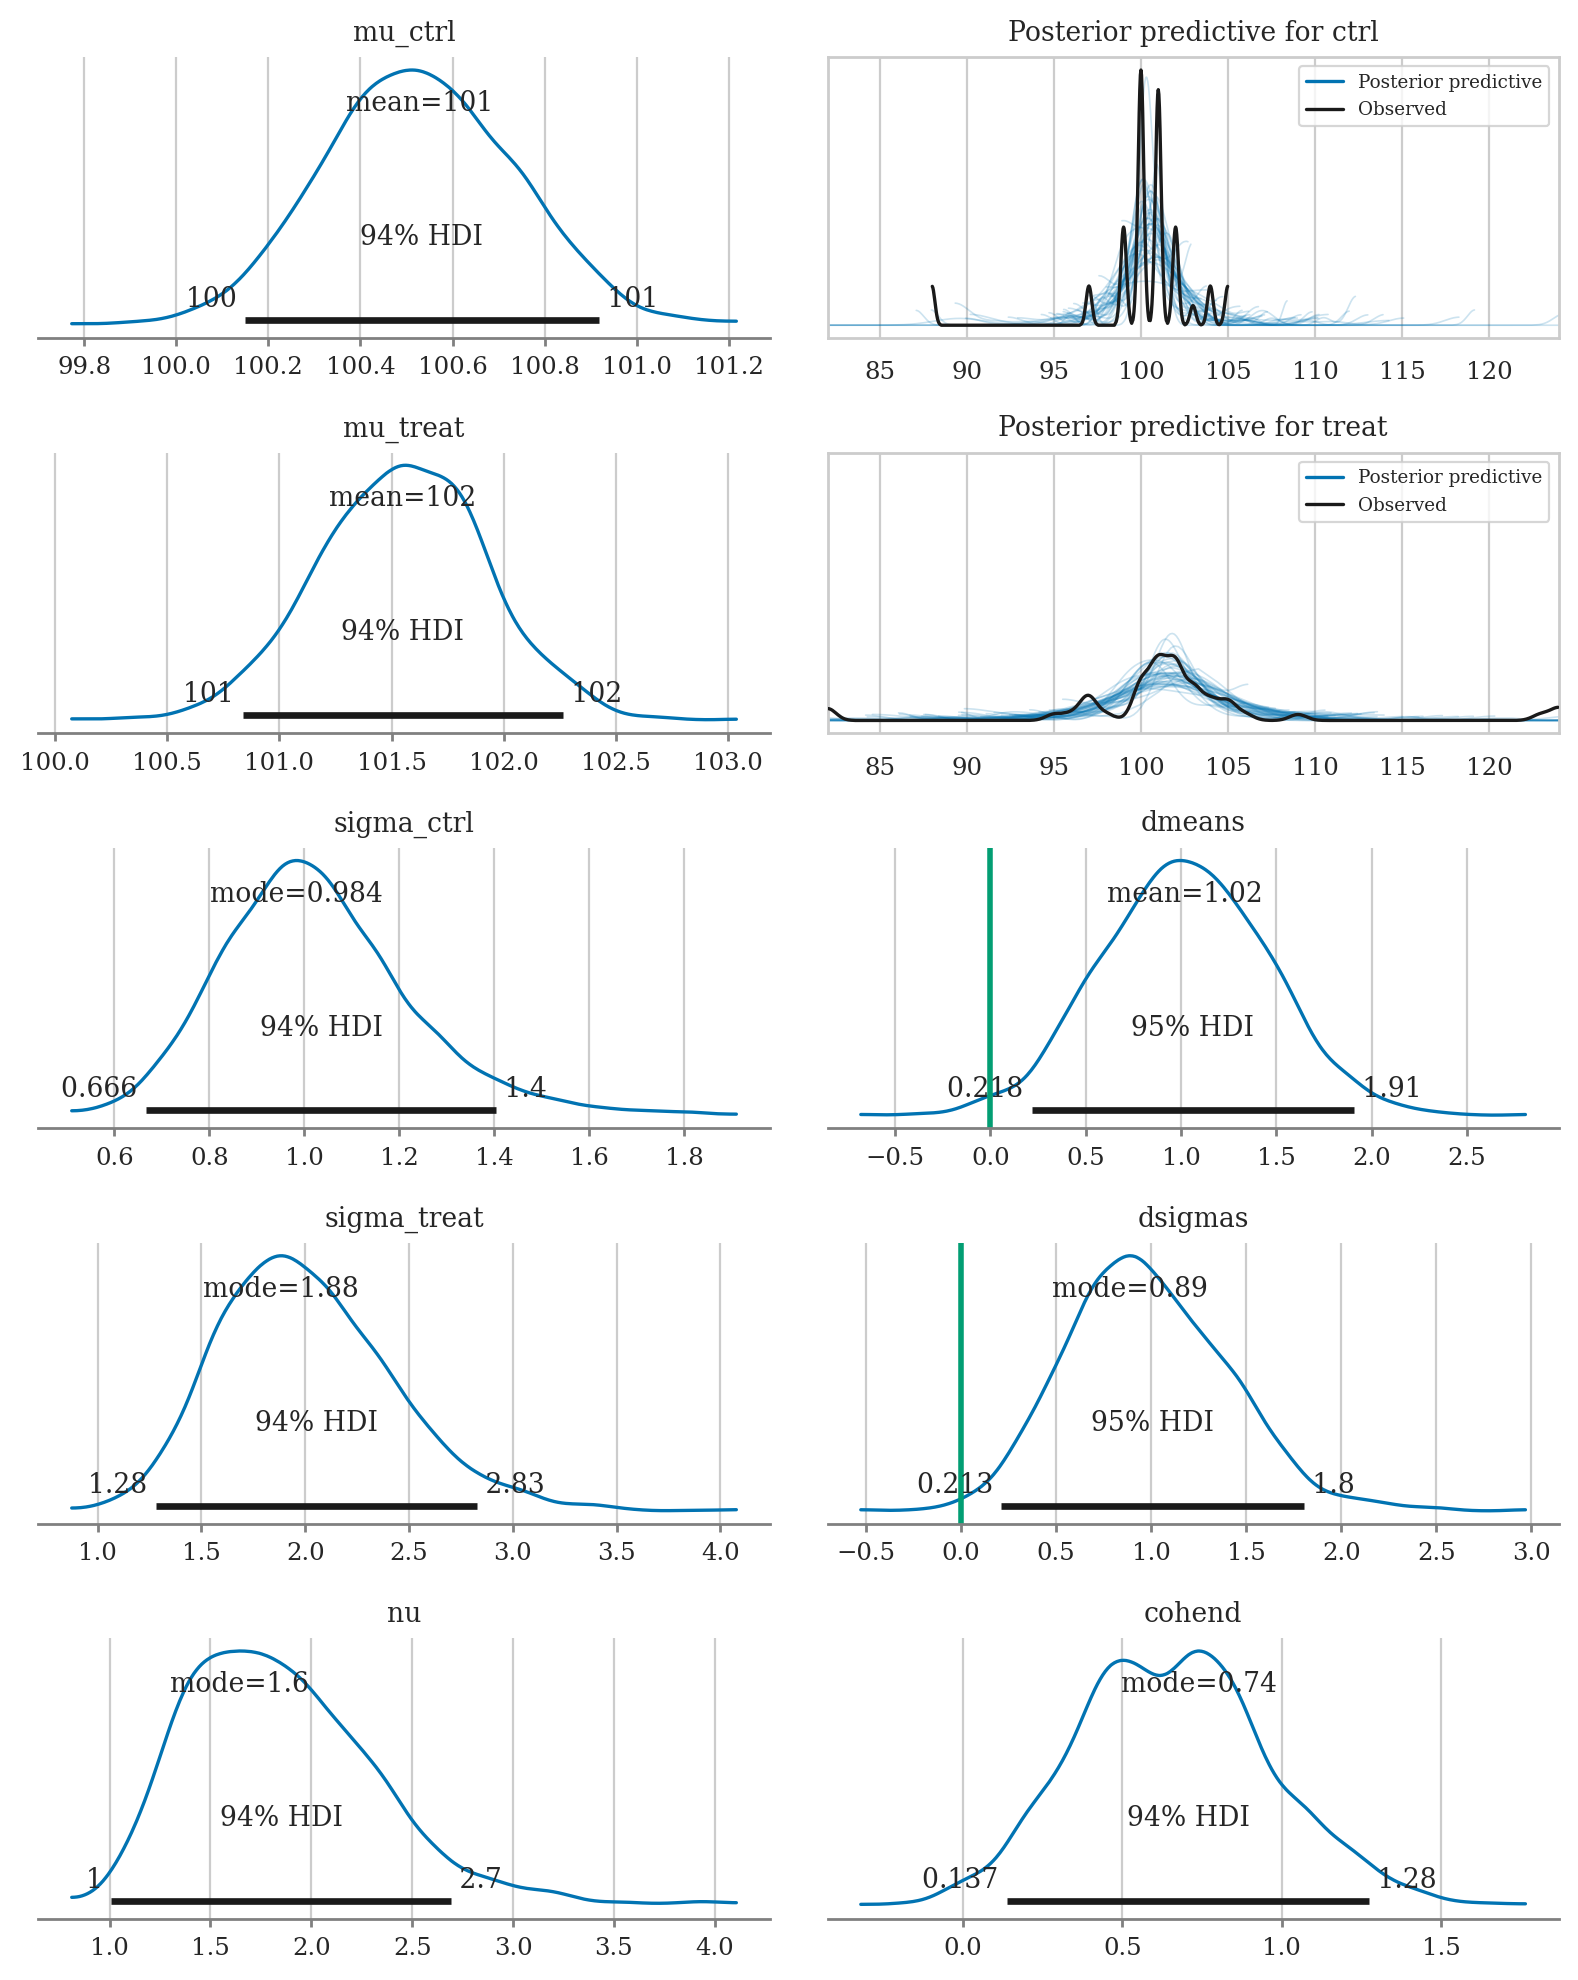 mu_ctrl
mean=101
94% HDI
100 101
99.8 100.0 100.2 100.4 100.6 100.8 101.0 101.2
Posterior predictive for ctrl
Posterior predictive
Observed
85 90 95 100 105 110 115 120
mu_treat
mean=102
94% HDI
101 102
100.0 100.5 101.0 101.5 102.0 102.5 103.0
Posterior predictive for treat
Posterior predictive
Observed
85 90 95 100 105 110 115 120
sigma_ctrl
mode=0.984
94% HDI
0.666 1.4
0.6 0.8 1.0 1.2 1.4 1.6 1.8
dmeans
mean=1.02
95% HDI
0.218 1.91
−0.5 0.0 0.5 1.0 1.5 2.0 2.5
sigma_treat
mode=1.88
94% HDI
1.28 2.83
1.0 1.5 2.0 2.5 3.0 3.5 4.0
dsigmas
mode=0.89
95% HDI
0.213 1.8
−0.5 0.0 0.5 1.0 1.5 2.0 2.5 3.0
nu
mode=1.6
94% HDI
1 2.7
1.0 1.5 2.0 2.5 3.0 3.5 4.0
cohend
mode=0.74
94% HDI
0.137 1.28
0.0 0.5 1.0 1.5